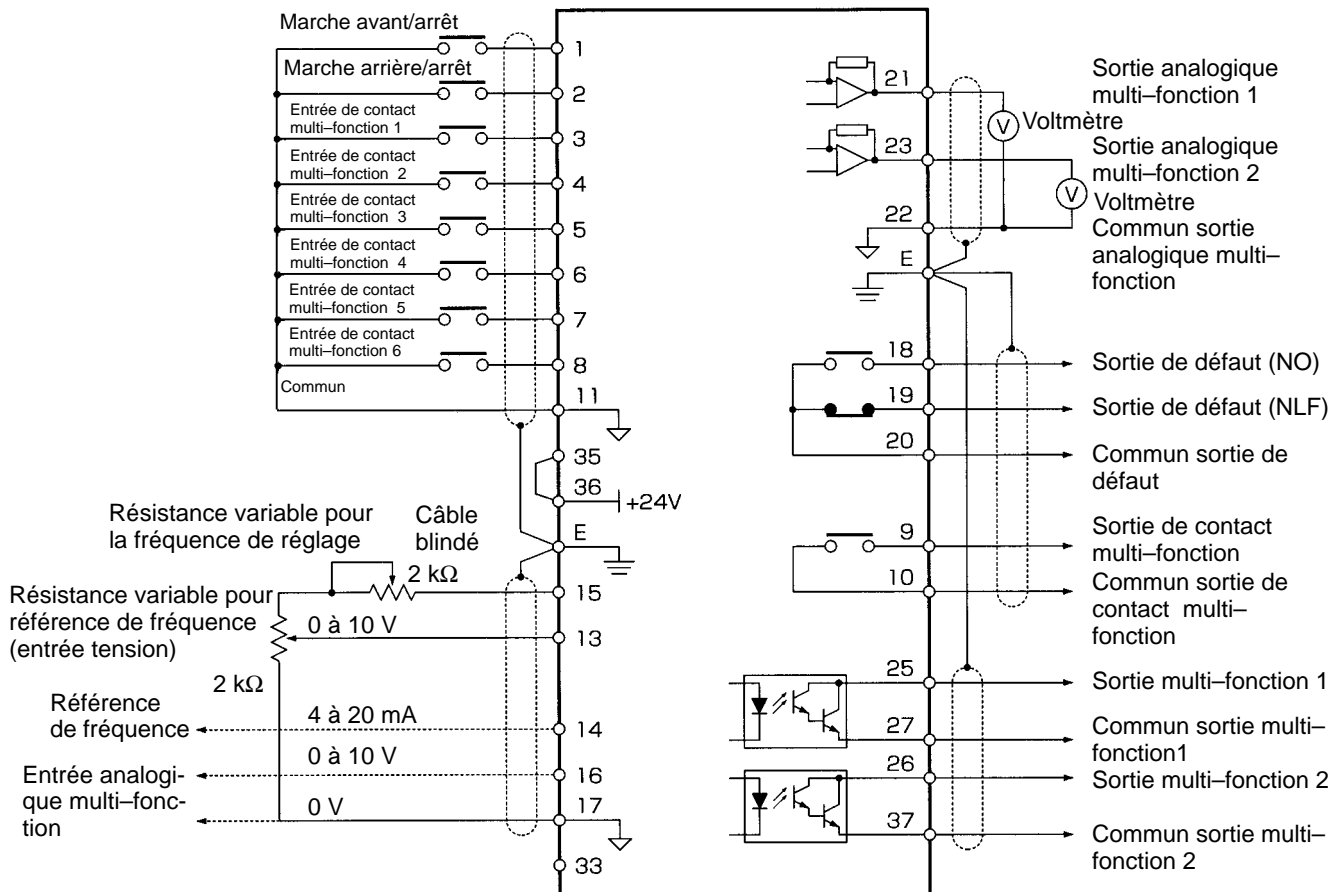 Marche avant/arrêt
1
Marche arrière/arrêt
2
Entrée de contact
multi–fonction 1
3
Entrée de contact
multi–fonction 2
4
Entrée de contact
multi–fonction 3
5
Entrée de contact
multi–fonction 4
6
Entrée de contact
multi–fonction 5
7
Entrée de contact
multi–fonction 6
8
Commun
11
35
36
+24V
Résistance variable pour
la fréquence de réglage
Câble
blindé
E
2 kΩ
15
Résistance variable pour
référence de fréquence
(entrée tension)
0 à 10 V
13
2 kΩ
Référence
de fréquence
4 à 20 mA
14
0 à 10 V
16
Entrée analogi-
que multi–fonc-
tion
0 V
17
33
21
Sortie analogique
multi–fonction 1
V
Voltmètre
23
Sortie analogique
multi–fonction 2
V
Voltmètre
22
Commun sortie
analogique multi–
fonction
E
18
Sortie de défaut (NO)
19
Sortie de défaut (NLF)
20
Commun sortie de
défaut
9
Sortie de contact
multi–fonction
10
Commun sortie de
contact multi–
fonction
25
Sortie multi–fonction 1
27
Commun sortie multi–
fonction1
26
Sortie multi–fonction 2
37
Commun sortie multi–
fonction 2